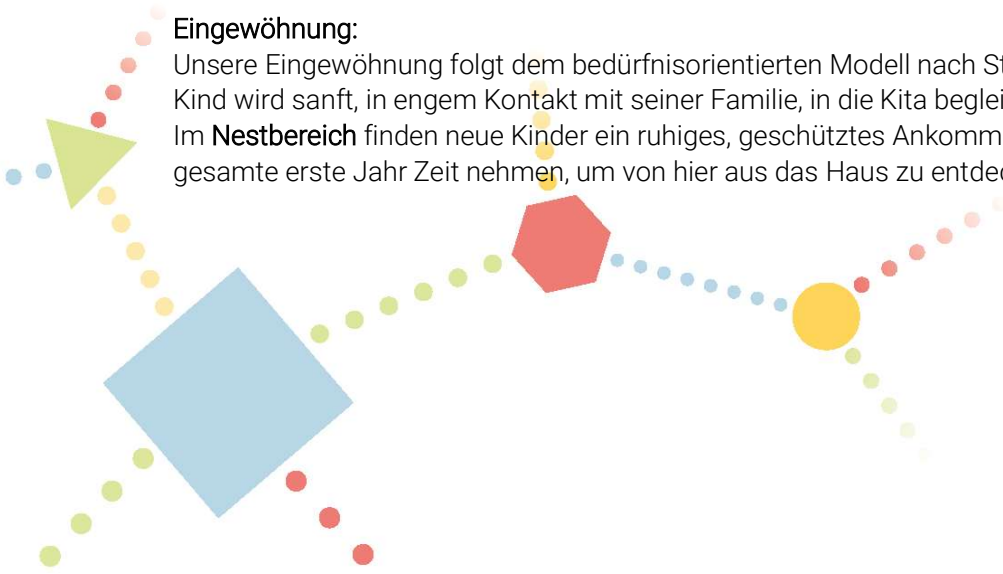 Eingewöhnung:
Unsere Eingewöhnung folgt dem bedürfnisorientierten Modell nach
Kind wird sanft, in engem Kontakt mit seiner Familie, in die Kita
Im Nestbereich finden neue Kinder ein ruhiges, geschütztes
gesamte erste Jahr Zeit nehmen, um von hier aus das Haus zu